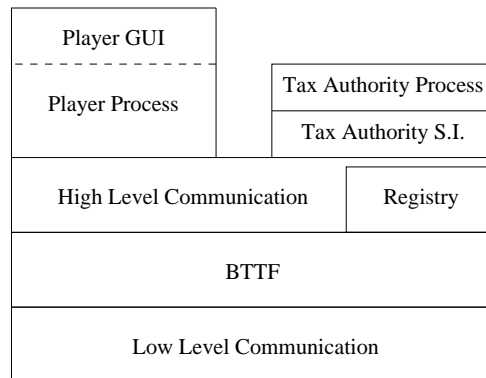 Player GUI
Player Process
Tax Authority Process
Tax Authority S.I.
High Level Communication
Registry
BTTF
Low Level Communication